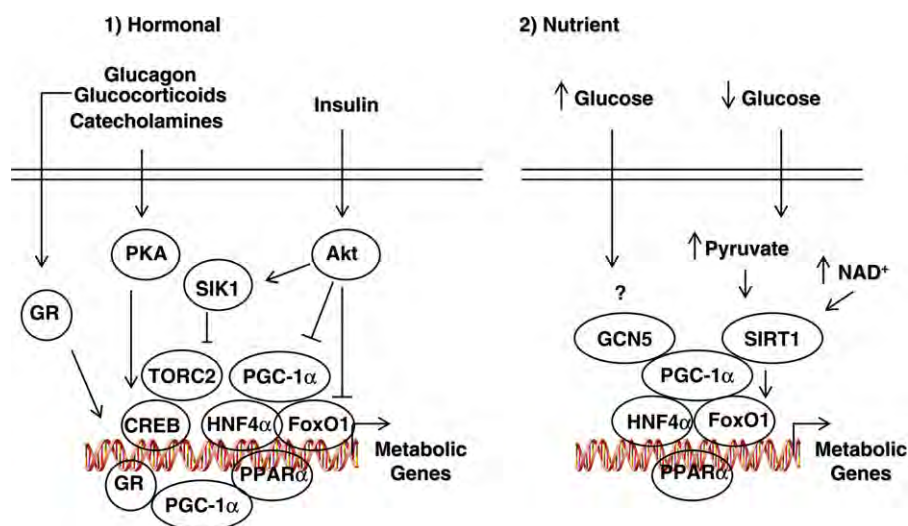 1) Hormonal
Glucagon
Glucocorticoids
Catecholamines
Insulin
PKA
Akt
SIK1
GR
TORC2
PGC-1α
CREB
HNF4α
FoxO1
Metabolic
Genes
GR
PPARα
PGC-1α
2) Nutrient
↑ Glucose
↓ Glucose
↑ Pyruvate
↑ NAD⁺
?
GCN5
SIRT1
PGC-1α
HNF4α
FoxO1
Metabolic
Genes
PPARα